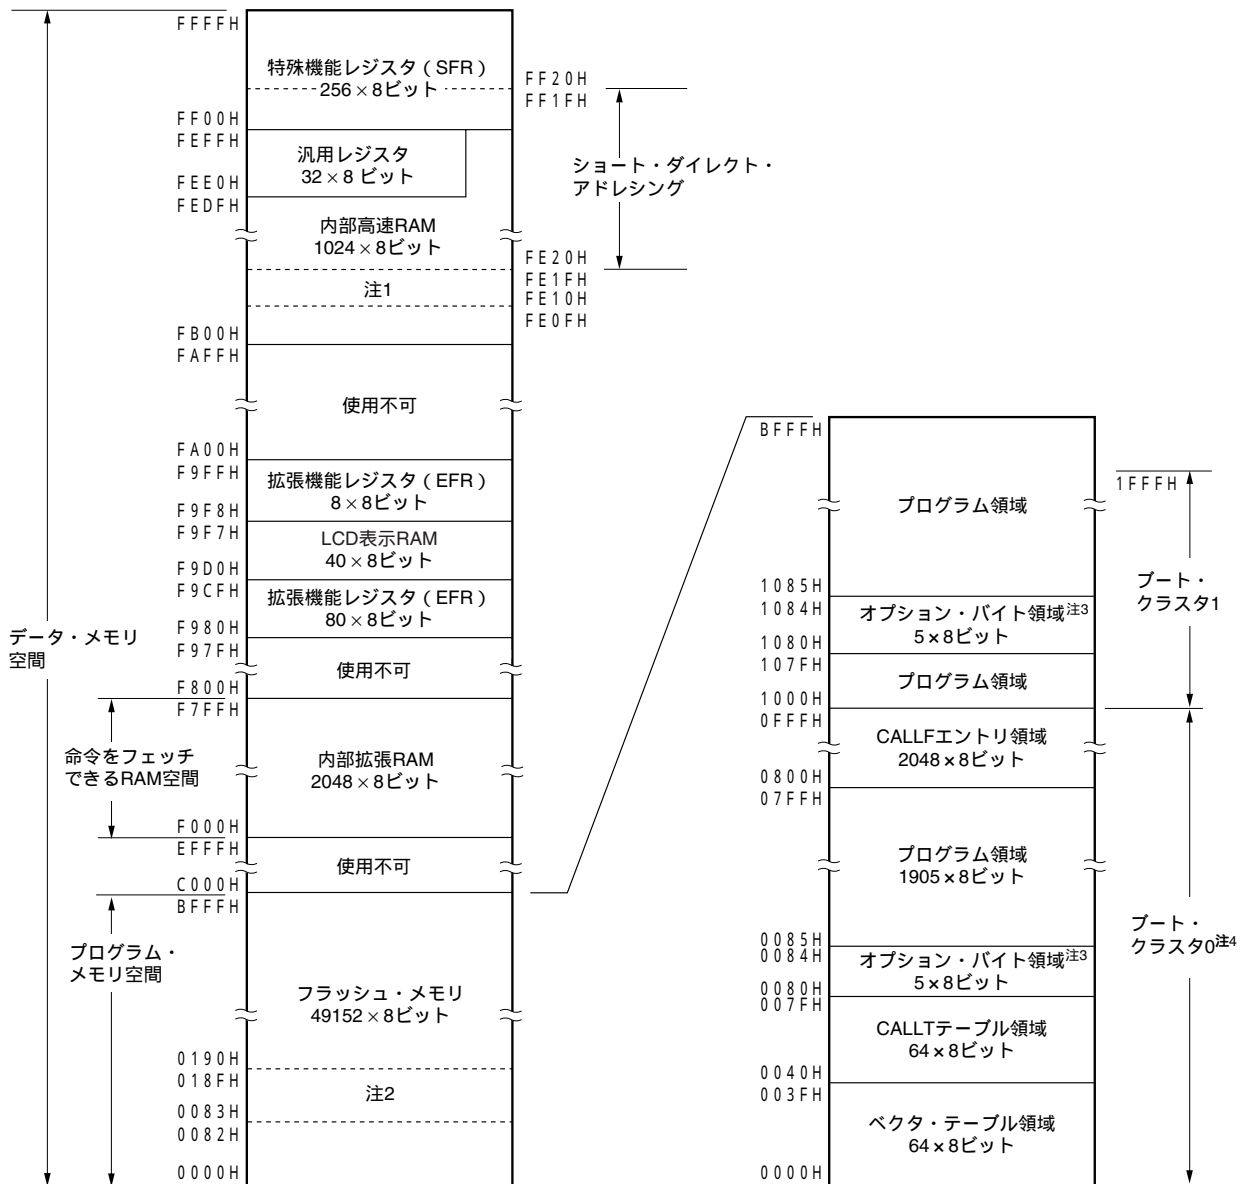 FFFFH
特殊機能レジスタ（SFR）
256×8ビット
FF20H
FF1FH
FF00H
FEFFH
汎用レジスタ
32×8 ビット
ショート・ダイレクト・
アドレシング
FEE0H
FEDFH
内部高速RAM
1024×8ビット
FE20H
FE1FH
注1
FE10H
FE0FH
FB00H
FAFFH
使用不可
FA00H
F9FFH
拡張機能レジスタ（EFR）
8×8ビット
F9F8H
F9F7H
LCD表示RAM
40×8ビット
F9D0H
F9CFH
拡張機能レジスタ（EFR）
80×8ビット
F980H
F97FH
データ・メモリ
空間
使用不可
F800H
F7FFH
命令をフェッチ
できるRAM空間
内部拡張RAM
2048×8ビット
F000H
EFFFH
使用不可
C000H
BFFFH
プログラム・
メモリ空間
フラッシュ・メモリ
49152×8ビット
0190H
018FH
注2
0083H
0082H
0000H
BFFFH
プログラム領域
1FFFH
ブート・
クラスタ1
1085H
1084H
オプション・バイト領域注3
5×8ビット
1080H
107FH
プログラム領域
1000H
0FFFH
CALLFエントリ領域
2048×8ビット
0800H
07FFH
プログラム領域
1905×8ビット
ブート・
クラスタ0注4
0085H
0084H
オプション・バイト領域注3
5×8ビット
0080H
007FH
CALLTテーブル領域
64×8ビット
0040H
003FH
ベクタ・テーブル領域
64×8ビット
0000H